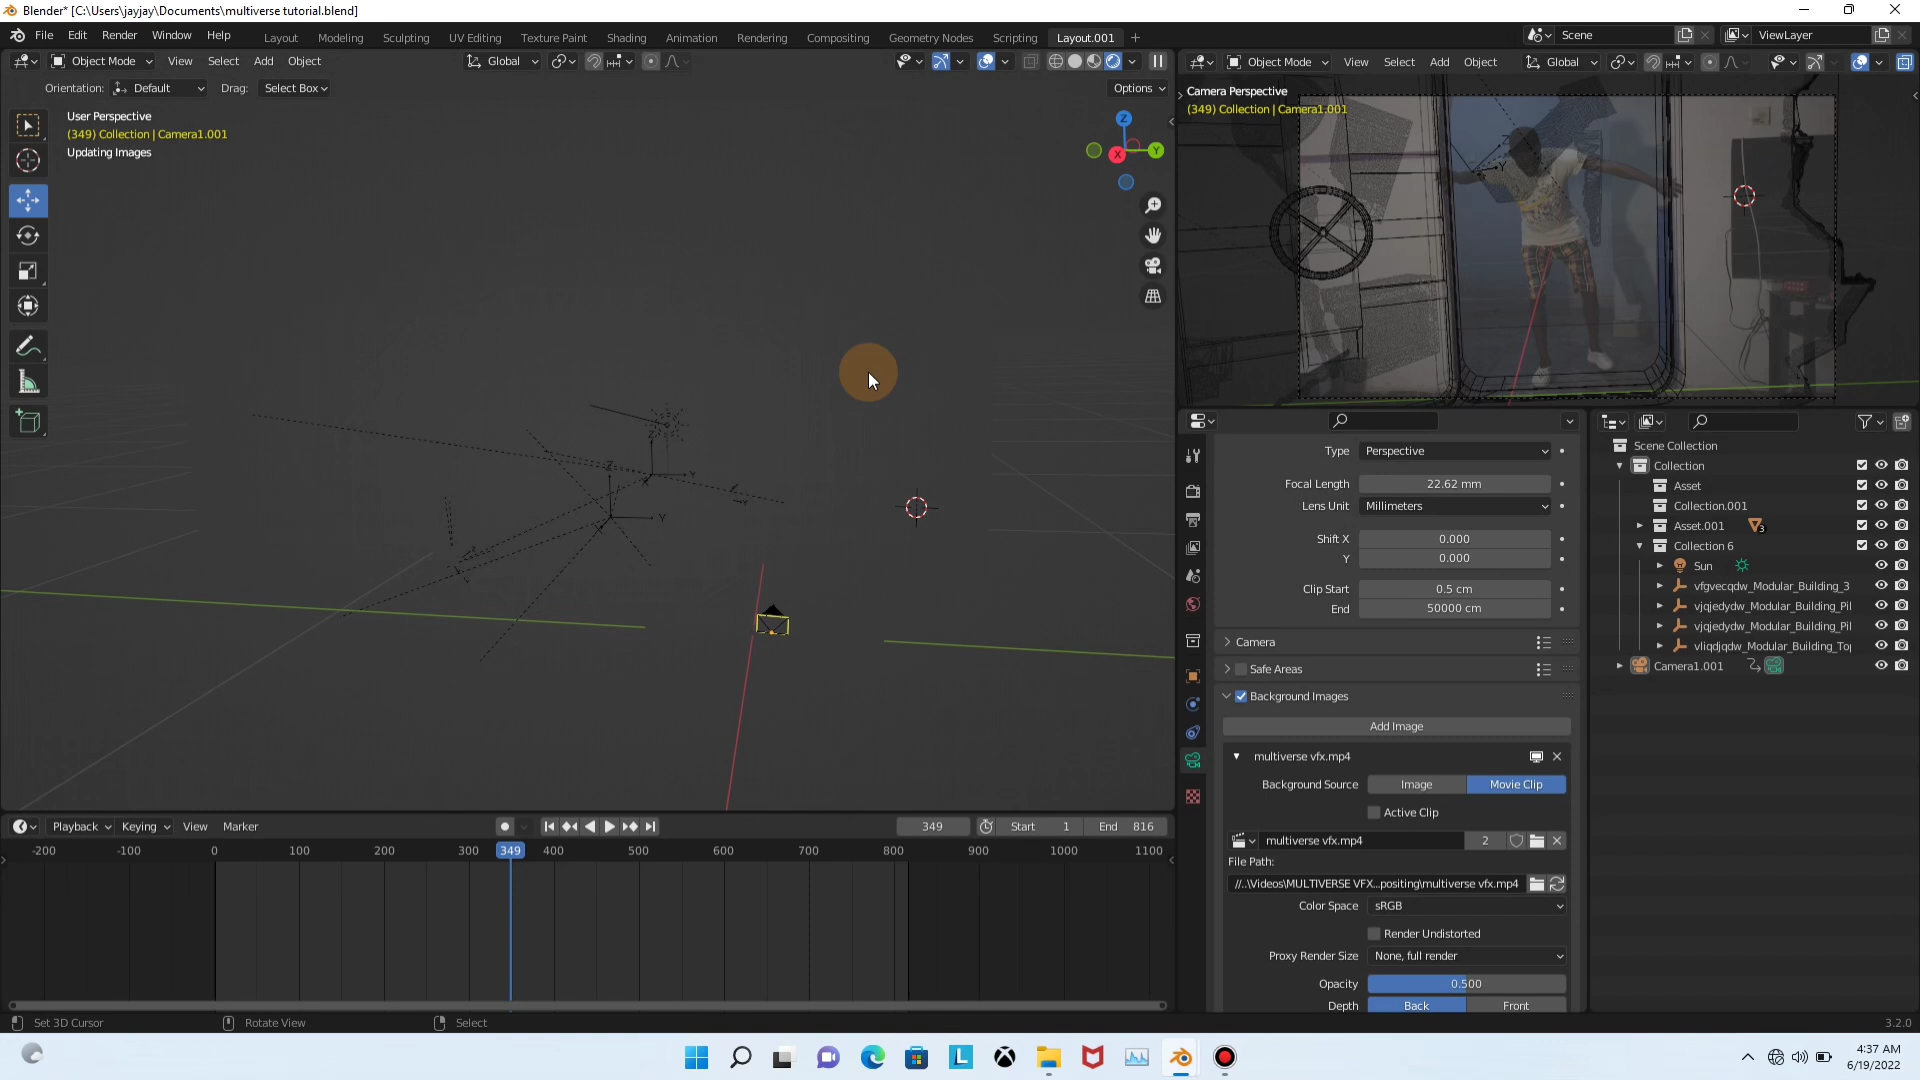 Blender* [C:\Users\jayjay\Documents\multiverse tutorial.blend]
File Edit Render Window Help
Layout Modeling Sculpting UV Editing Texture Paint Shading Animation Rendering Compositing Geometry Nodes Scripting Layout.001 +
Scene
ViewLayer
Object Mode View Select Add Object Global
Object Mode View Select Add Object Global
Orientation: Default Drag: Select Box
Options
User Perspective
(349) Collection | Camera1.001
Updating Images
Z
X
Y
Camera Perspective
(349) Collection | Camera1.001
Type Perspective
Focal Length 22.62 mm
Lens Unit Millimeters
Shift X 0.000
Y 0.000
Clip Start 0.5 cm
End 50000 cm
Camera
Safe Areas
Background Images
Add Image
multiverse vfx.mp4
Background Source Image Movie Clip
Active Clip
multiverse vfx.mp4 2
File Path:
//..\Videos\MULTIVERSE VFX...positing\multiverse vfx.mp4
Color Space sRGB
Render Undistorted
Proxy Render Size None, full render
Opacity 0.500
Depth Back Front
Scene Collection
Collection
Asset
Collection.001
Asset.001 3
Collection 6
Sun
vfgvecqdw_Modular_Building_3
vjqjedydw_Modular_Building_Pil
vjqjedydw_Modular_Building_Pil
vliqdjqdw_Modular_Building_To
Camera1.001
Playback Keying View Marker
349 Start 1 End 816
-200 -100 0 100 200 300 349 400 500 600 700 800 900 1000 1100
Set 3D Cursor Rotate View Select
3.2.0
4:37 AM
6/19/2022